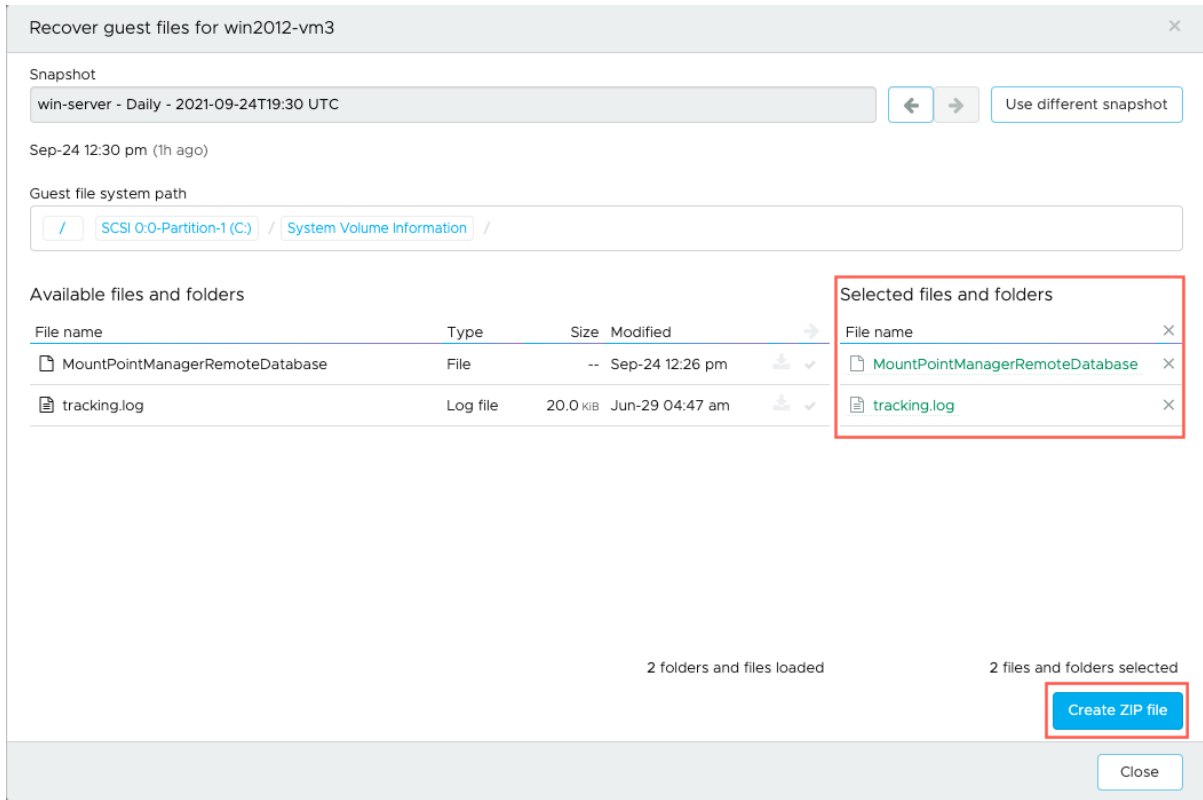 Recover guest files for win2012-vm3
Snapshot
win-server - Daily - 2021-09-24T19:30 UTC
Use different snapshot
Sep-24 12:30 pm (1h ago)
Guest file system path
/ SCSI 0:0-Partition-1 (C:) / System Volume Information /
Available files and folders
File name Type Size Modified
MountPointManagerRemoteDatabase File -- Sep-24 12:26 pm
tracking.log Log file 20.0 KiB Jun-29 04:47 am
Selected files and folders
File name
MountPointManagerRemoteDatabase
tracking.log
2 folders and files loaded
2 files and folders selected
Create ZIP file
Close